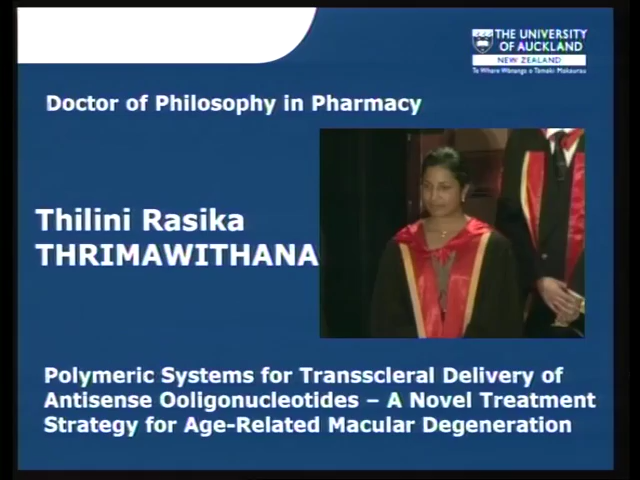 THE UNIVERSITY
OF AUCKLAND
NEW ZEALAND
Te Whare Wānanga o Tāmaki Makaurau
Doctor of Philosophy in Pharmacy
Thilini Rasika
THRIMAWITHANA
Polymeric Systems for Transscleral Delivery of
Antisense Ooligonucleotides – A Novel Treatment
Strategy for Age-Related Macular Degeneration